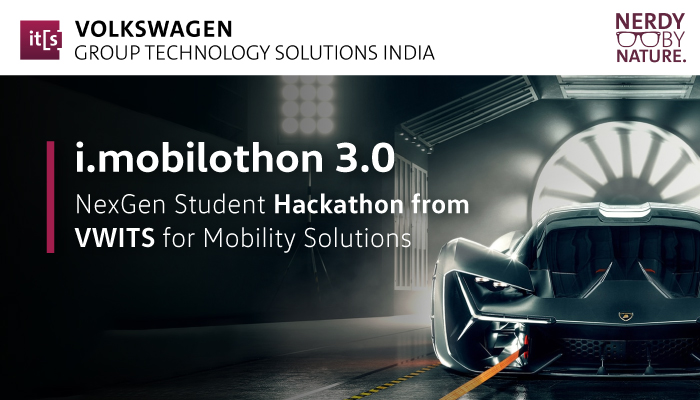 it[s
VOLKSWAGEN
GROUP TECHNOLOGY SOLUTIONS INDIA
NERDY
BY
NATURE.
i.mobilothon 3.0
NexGen Student Hackathon from
VWITS for Mobility Solutions